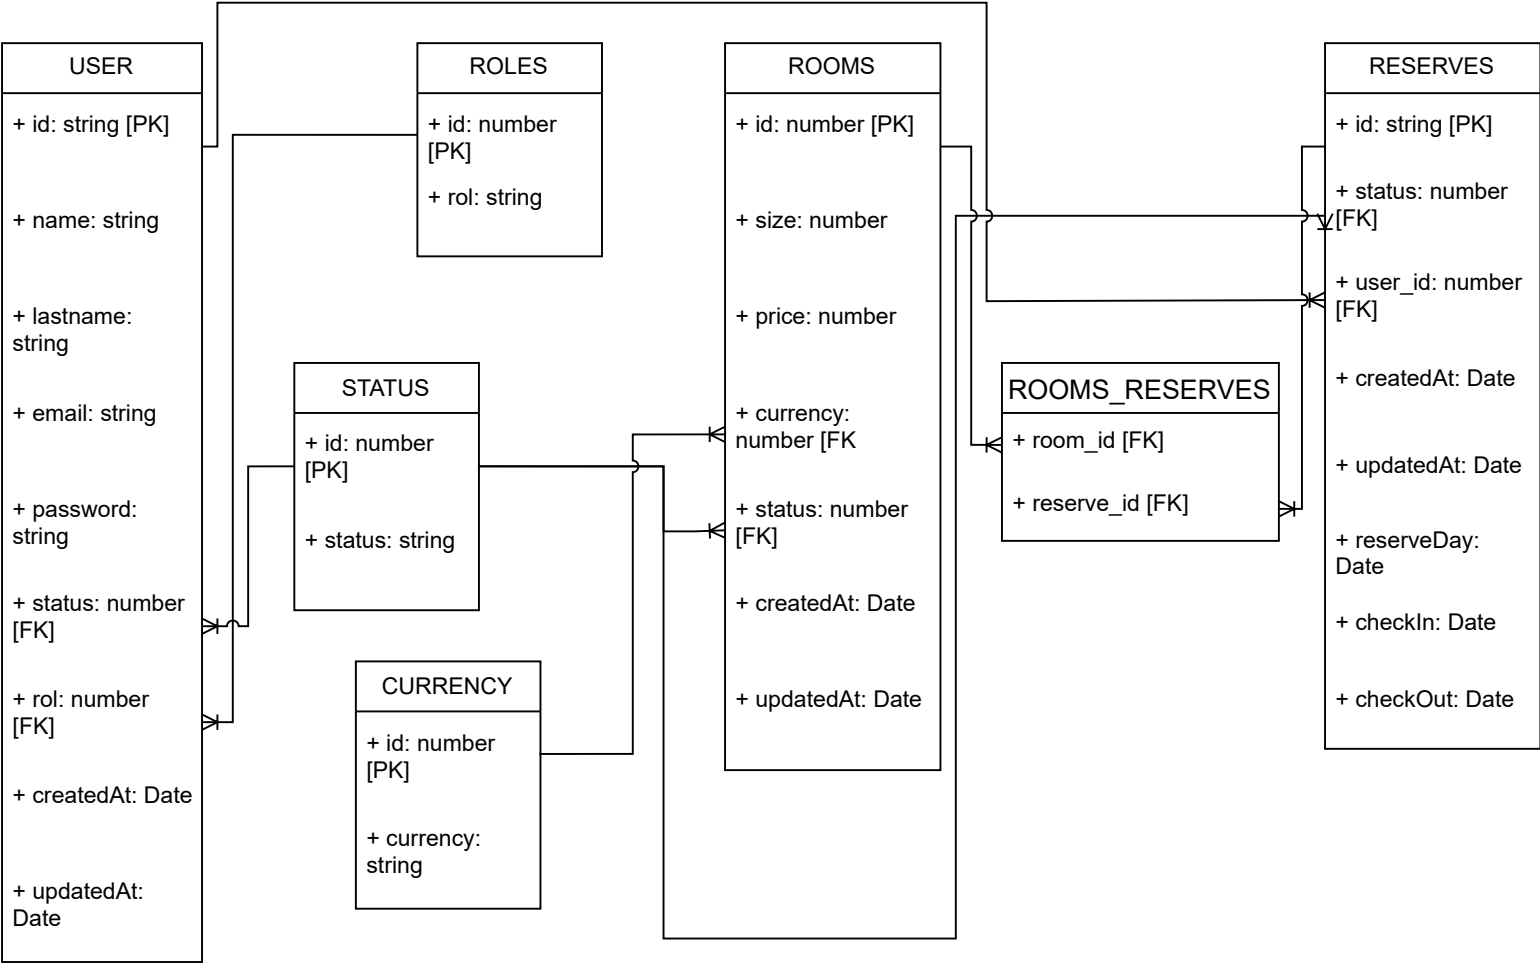 USER
+ id: string [PK]
+ name: string
+ lastname:
string
+ email: string
+ password:
string
+ status: number
[FK]
+ rol: number
[FK]
+ createdAt: Date
+ updatedAt:
Date
ROLES
+ id: number
[PK]
+ rol: string
STATUS
+ id: number
[PK]
+ status: string
CURRENCY
+ id: number
[PK]
+ currency:
string
ROOMS
+ id: number [PK]
+ size: number
+ price: number
+ currency:
number [FK
+ status: number
[FK]
+ createdAt: Date
+ updatedAt: Date
ROOMS_RESERVES
+ room_id [FK]
+ reserve_id [FK]
RESERVES
+ id: string [PK]
+ status: number
[FK]
+ user_id: number
[FK]
+ createdAt: Date
+ updatedAt: Date
+ reserveDay:
Date
+ checkIn: Date
+ checkOut: Date